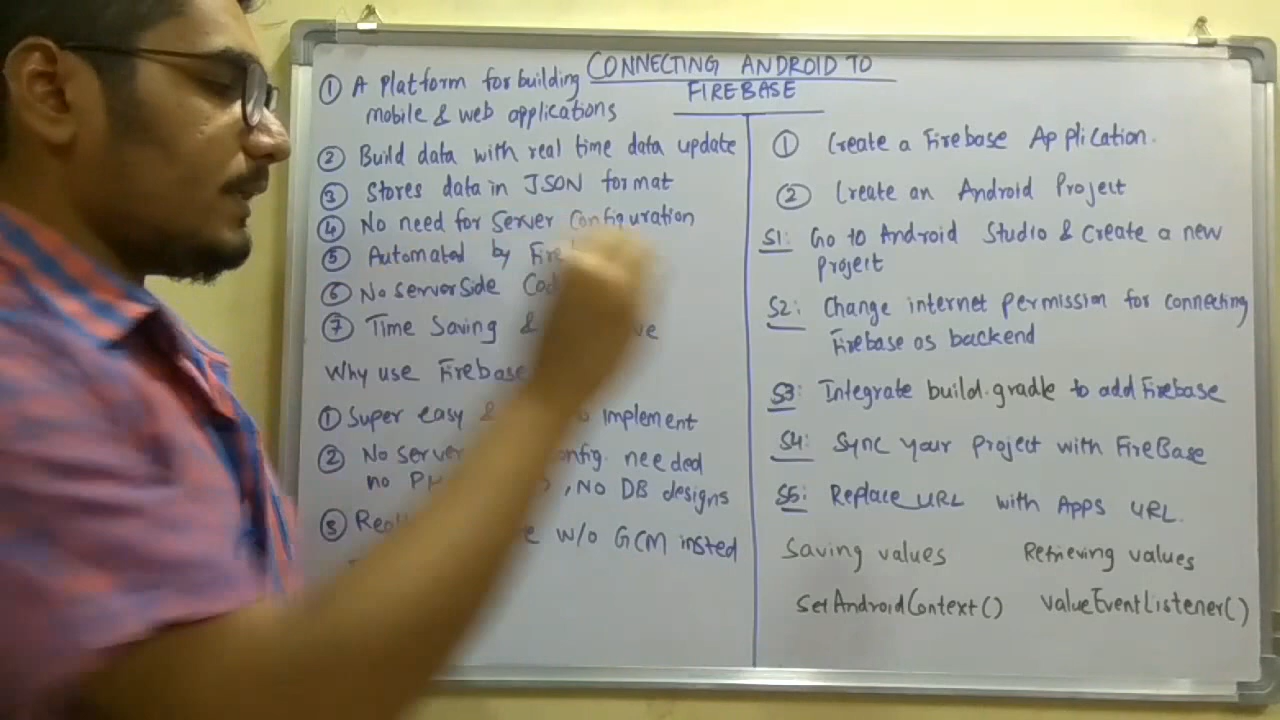 CONNECTING ANDROID TO
FIREBASE
① A Platform for building
mobile & web applications
② Build data with real time data update
③ Stores data in JSON format
④ No need for Server Configuration
⑤ Automated by
⑥ No serverside
⑦ Time Saving &
Why use Firebase
① Super easy & implement
② No server config. needed
no , NO DB designs
③ w/o GCM insted
① Create a Firebase Application.
② Create an Android Project
S1: Go to Android Studio & Create a new
Project
S2: Change internet permission for connecting
Firebase as backend
S3: Integrate build.gradle to add Firebase
S4: Sync your project with FireBase
S5: Replace URL with Apps URL.
Saving values Retrieving values
SetAndroidContext() ValueEventListener()